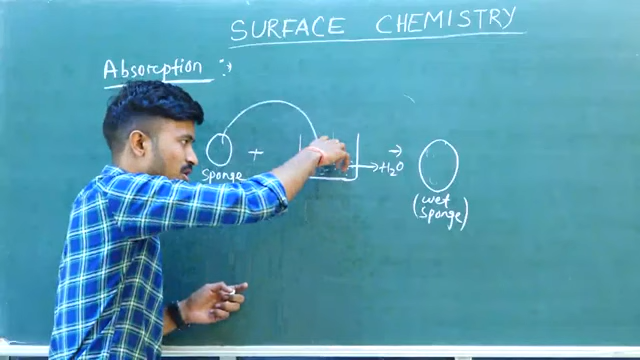 SURFACE CHEMISTRY
Absorption :→
+ → H₂O →
Sponge
(wet
Sponge)